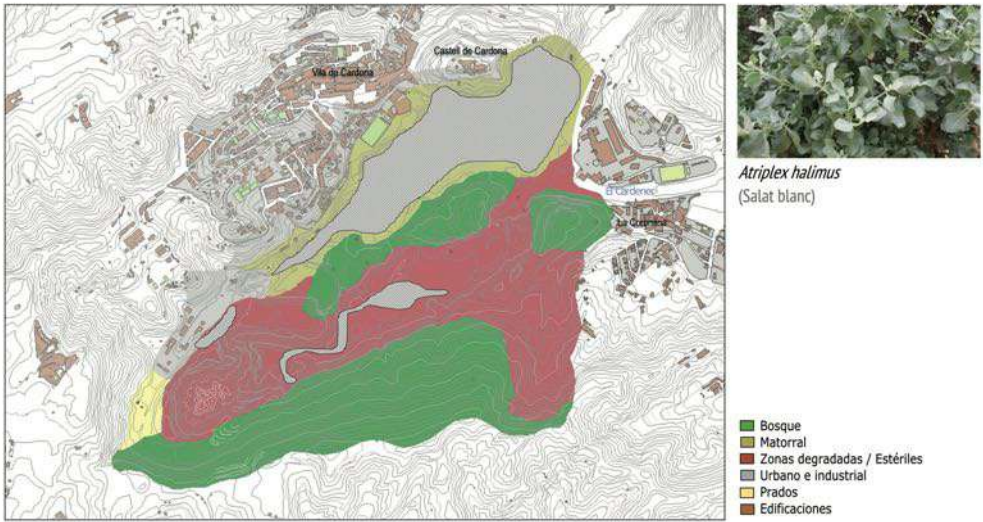 Castell de Cardona
Vila de Cardona
El Cardener
La Coromina
Atriplex halimus
(Salat blanc)
Bosque
Matorral
Zonas degradadas / Estériles
Urbano e industrial
Prados
Edificaciones